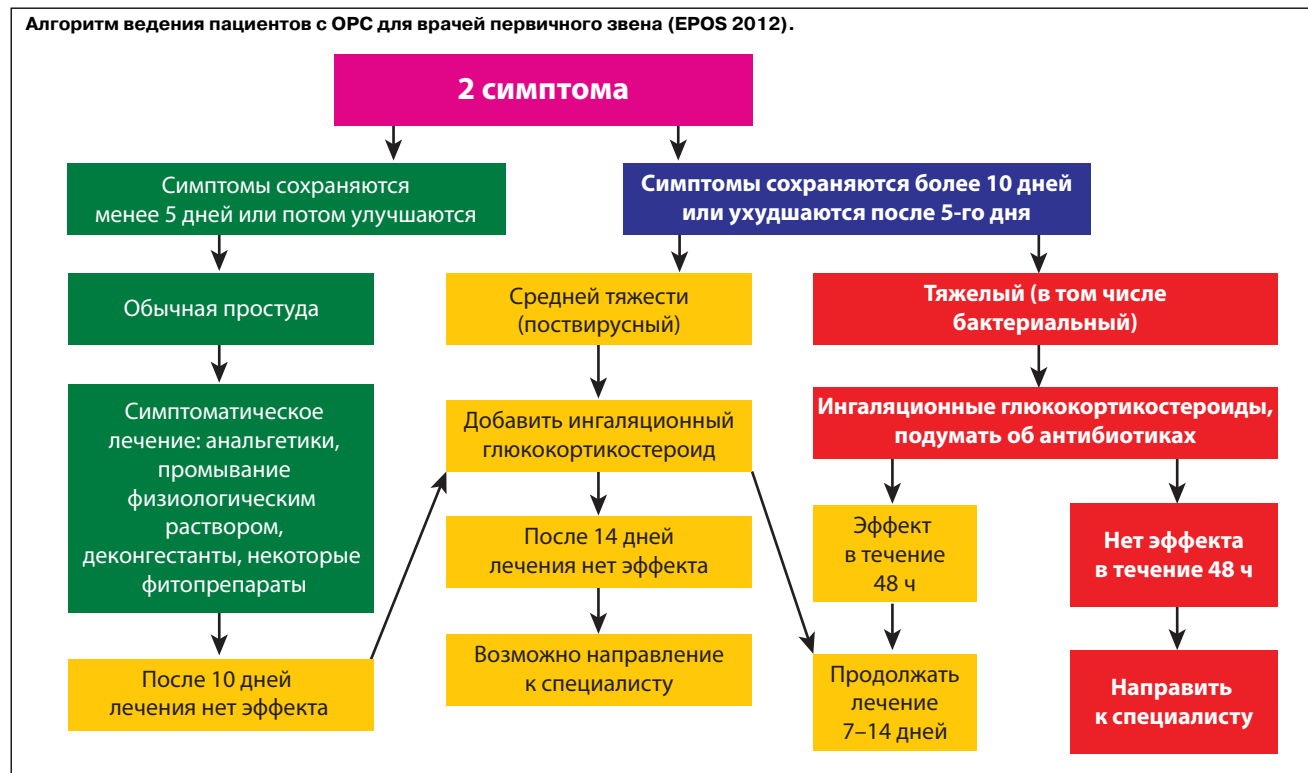 Алгоритм ведения пациентов с ОРС для врачей первичного звена (EPOS 2012).
2 симптома
Симптомы сохраняются
менее 5 дней или потом улучшаются
Симптомы сохраняются более 10 дней
или ухудшаются после 5-го дня
Обычная простуда
Средней тяжести
(поствирусный)
Тяжелый (в том числе
бактериальный)
Симптоматическое
лечение: анальгетики,
промывание
физиологическим
раствором,
деконгестанты, некоторые
фитопрепараты
Добавить ингаляционный
глюкокортикостероид
Ингаляционные глюкокортикостероиды,
подумать об антибиотиках
После 14 дней
лечения нет эффекта
Эффект
в течение
48 ч
Нет эффекта
в течение 48 ч
После 10 дней
лечения нет эффекта
Возможно направление
к специалисту
Продолжать
лечение
7–14 дней
Направить
к специалисту